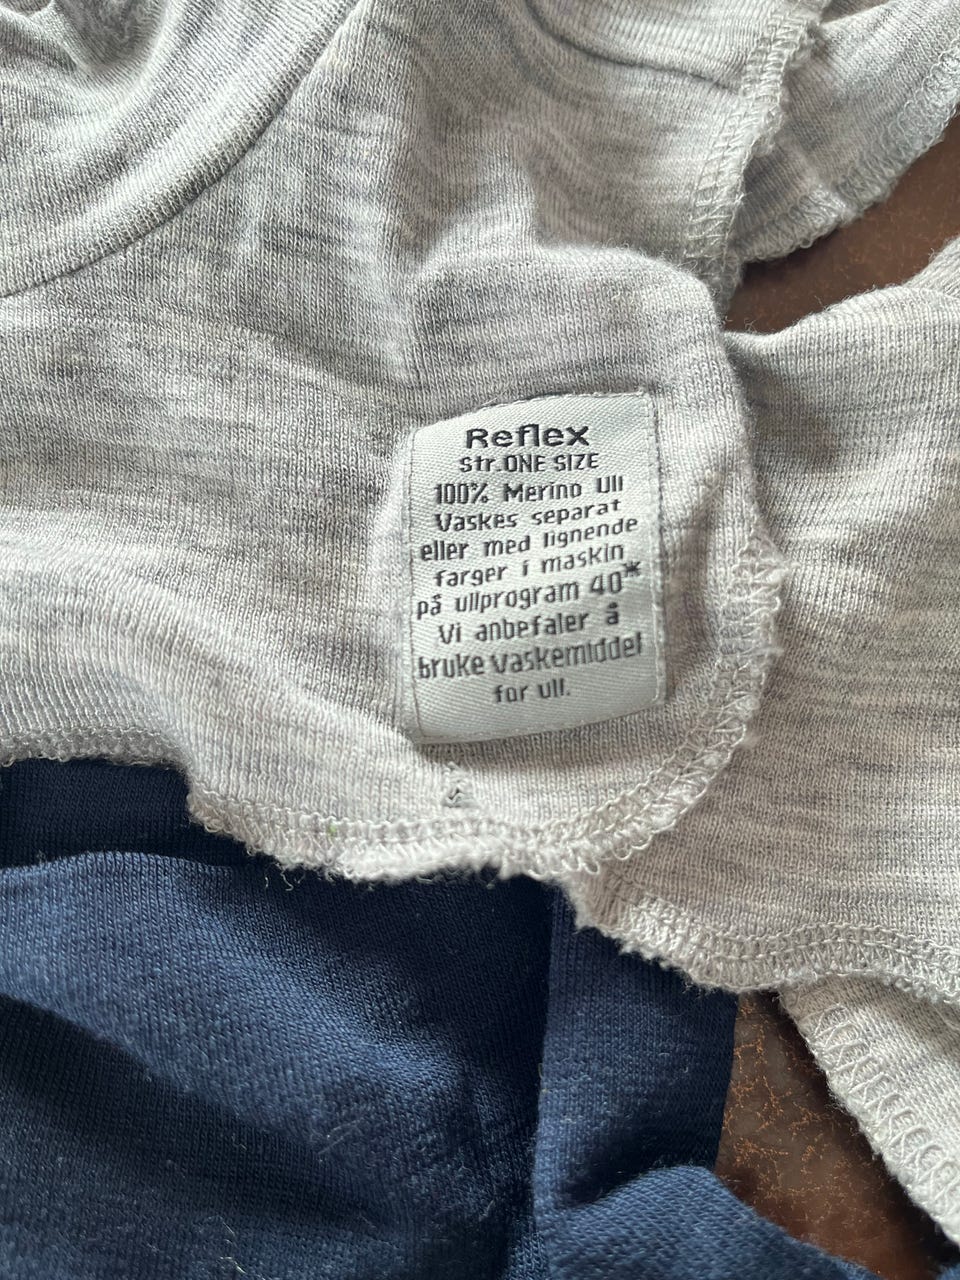 Reflex
Str.ONE SIZE
100% Merino Ull
Vaskes separat
eller med lignende
farger i maskin
på ullprogram 40*
Vi anbefaler å
bruke vaskemiddel
for ull.